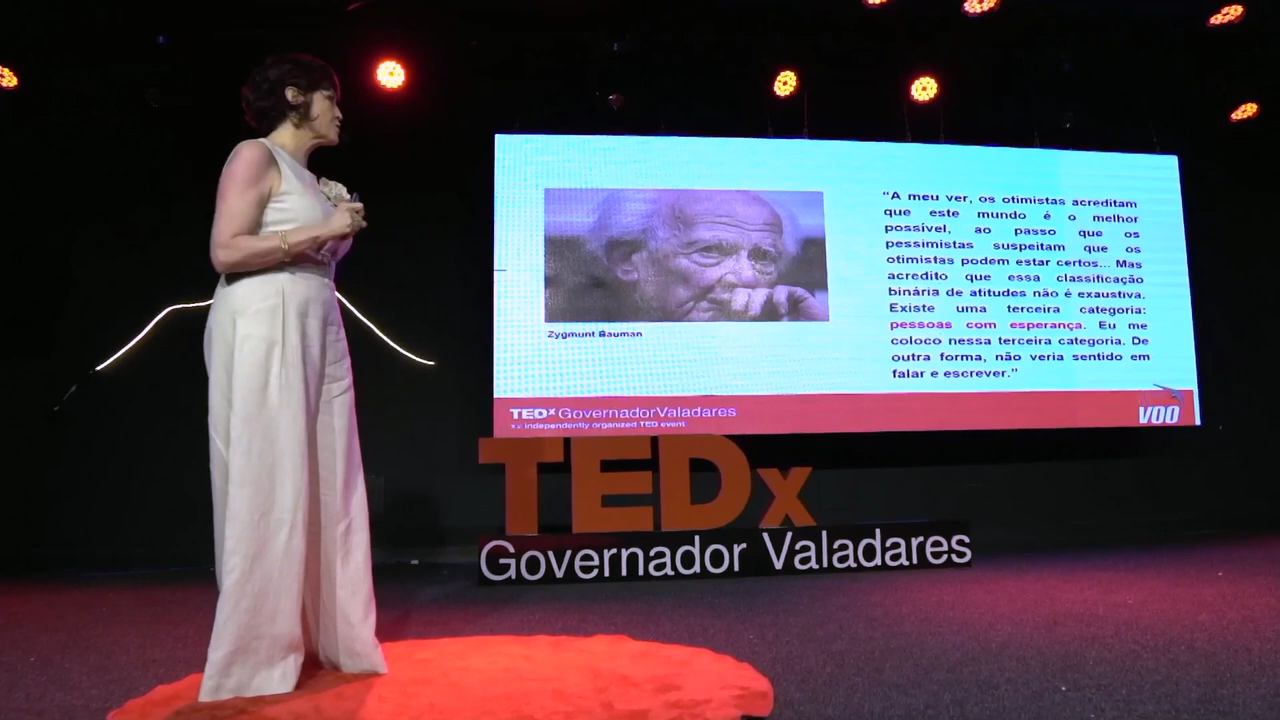 “A meu ver, os otimistas acreditam
que este mundo é o melhor
possível, ao passo que os
pessimistas suspeitam que os
otimistas podem estar certos... Mas
acredito que essa classificação
binária de atitudes não é exaustiva.
Existe uma terceira categoria:
pessoas com esperança. Eu me
coloco nessa terceira categoria. De
outra forma, não veria sentido em
falar e escrever.”
Zygmunt Bauman
TEDx GovernadorValadares
x = independently organized TED event
VOO
TEDx
Governador Valadares